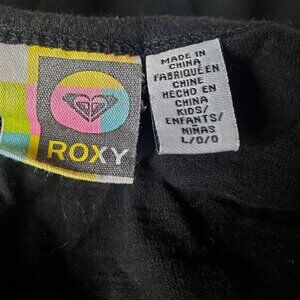 ROXY
MADE IN
CHINA
FABRIQUÉ EN
CHINE
HECHO EN
CHINA
KIDS/
ENFANTS/
NIÑAS
L/G/G